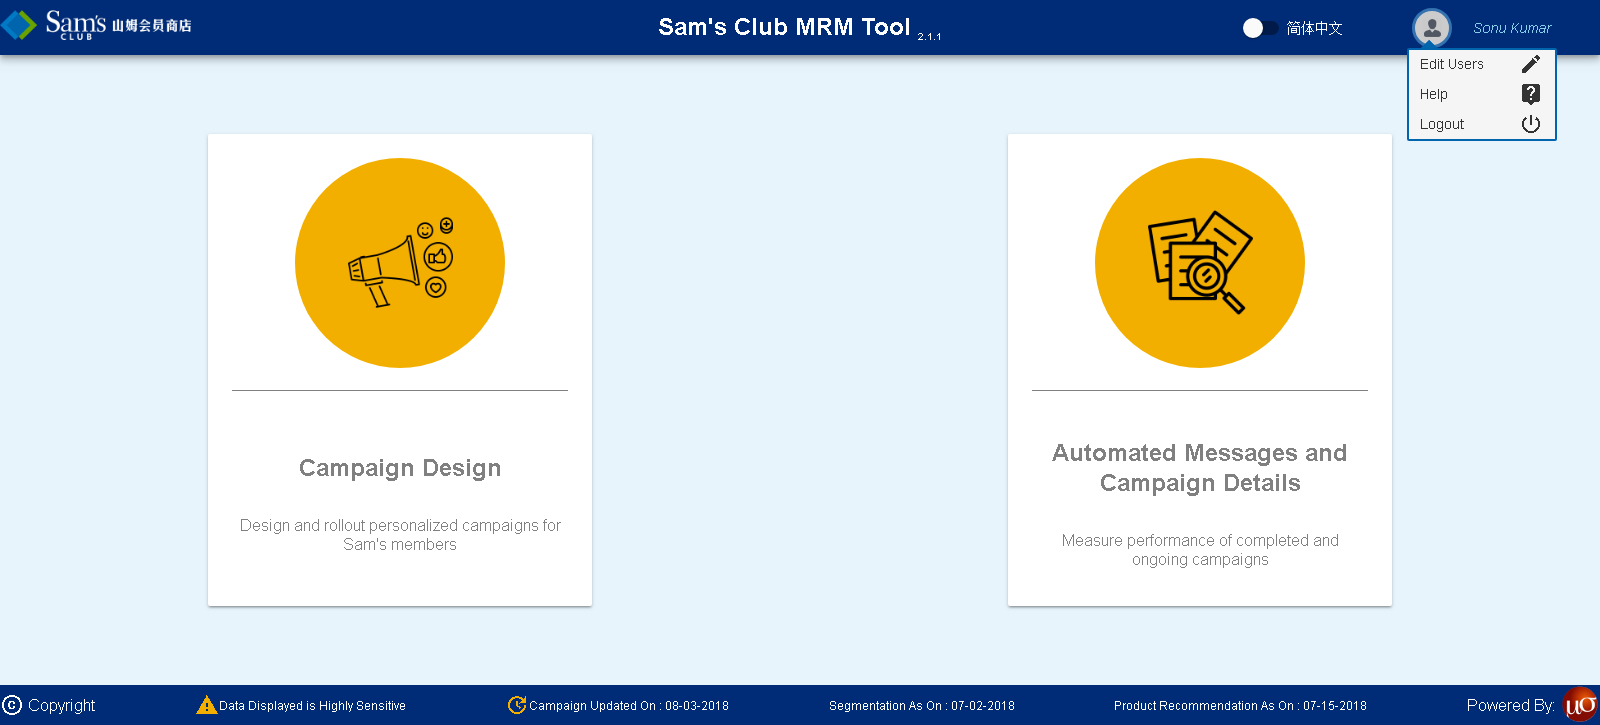 Sam's
CLUB
山姆会员商店
Sam's Club MRM Tool 2.1.1
简体中文
Sonu Kumar
Edit Users
Help
Logout
Campaign Design
Design and rollout personalized campaigns for
Sam's members
Automated Messages and
Campaign Details
Measure performance of completed and
ongoing campaigns
© Copyright
Data Displayed is Highly Sensitive
Campaign Updated On : 08-03-2018
Segmentation As On : 07-02-2018
Product Recommendation As On : 07-15-2018
Powered By:
μσ